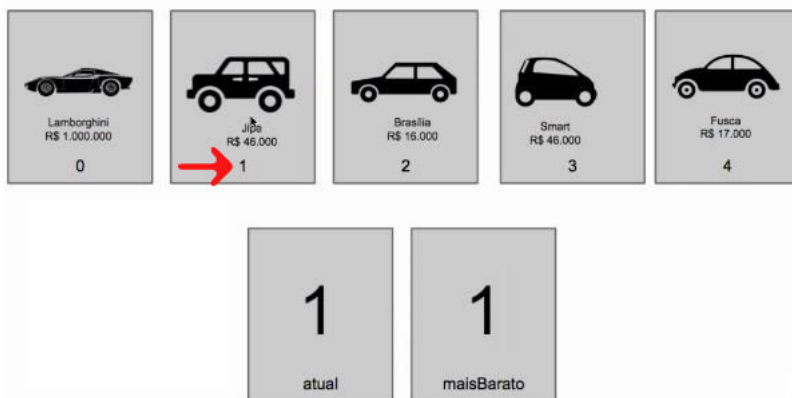 Lamborghini
R$ 1.000.000
0
Jipe
R$ 46.000
1
Brasília
R$ 16.000
2
Smart
R$ 46.000
3
Fusca
R$ 17.000
4
1
atual
1
maisBarato